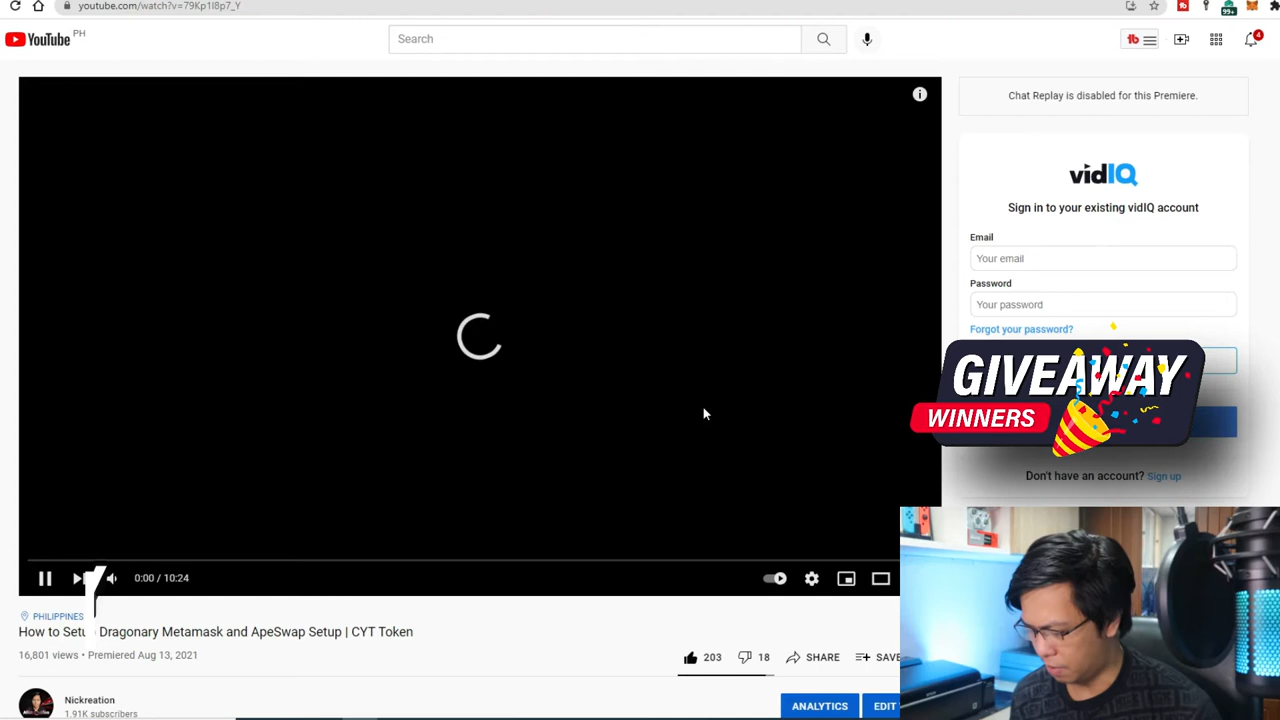 youtube.com/watch?v=79Kp1I8p7_Y
99+
YouTube PH
Search
tb
4
Chat Replay is disabled for this Premiere.
vidIQ
Sign in to your existing vidIQ account
Email
Your email
Password
Your password
Forgot your password?
GIVEAWAY
WINNERS
Don't have an account? Sign up
0:00 / 10:24
PHILIPPINES
How to Setu Dragonary Metamask and ApeSwap Setup | CYT Token
16,801 views • Premiered Aug 13, 2021
203
18
SHARE
SAVE
Nickreation
1.91K subscribers
ANALYTICS
EDIT